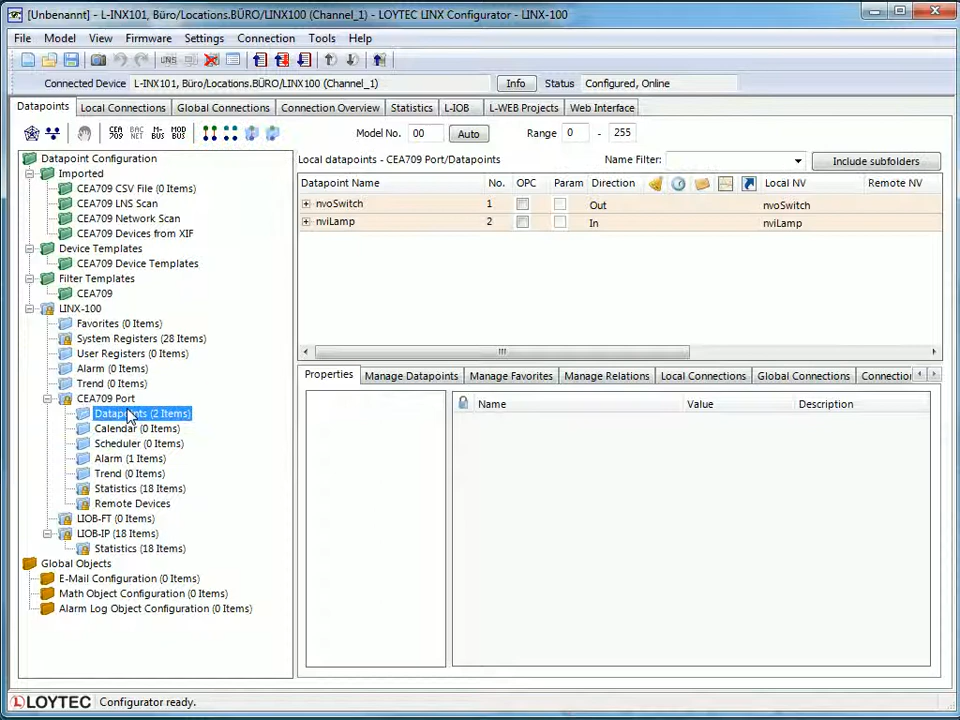 [Unbenannt] - L-INX101, Büro/Locations.BÜRO/LINX100 (Channel_1) - LOYTEC LINX Configurator - LINX-100
File Model View Firmware Settings Connection Tools Help
LNS
Connected Device L-INX101, Büro/Locations.BÜRO/LINX100 (Channel_1) Info Status Configured, Online
Datapoints Local Connections Global Connections Connection Overview Statistics L-IOB L-WEB Projects Web Interface
CEA 709 BAC NET M-BUS MOD BUS Model No. 00 Auto Range 0 - 255
Datapoint Configuration
Imported
CEA709 CSV File (0 Items)
CEA709 LNS Scan
CEA709 Network Scan
CEA709 Devices from XIF
Device Templates
CEA709 Device Templates
Filter Templates
CEA709
LINX-100
Favorites (0 Items)
System Registers (28 Items)
User Registers (0 Items)
Alarm (0 Items)
Trend (0 Items)
CEA709 Port
Datapoints (2 Items)
Calendar (0 Items)
Scheduler (0 Items)
Alarm (1 Items)
Trend (0 Items)
Statistics (18 Items)
Remote Devices
LIOB-FT (0 Items)
LIOB-IP (18 Items)
Statistics (18 Items)
Global Objects
E-Mail Configuration (0 Items)
Math Object Configuration (0 Items)
Alarm Log Object Configuration (0 Items)
Local datapoints - CEA709 Port/Datapoints Name Filter: Include subfolders
Datapoint Name No. OPC Param Direction Local NV Remote NV
nvoSwitch 1 Out nvoSwitch
nviLamp 2 In nviLamp
Properties Manage Datapoints Manage Favorites Manage Relations Local Connections Global Connections Connectio
Name Value Description
LOYTEC Configurator ready.